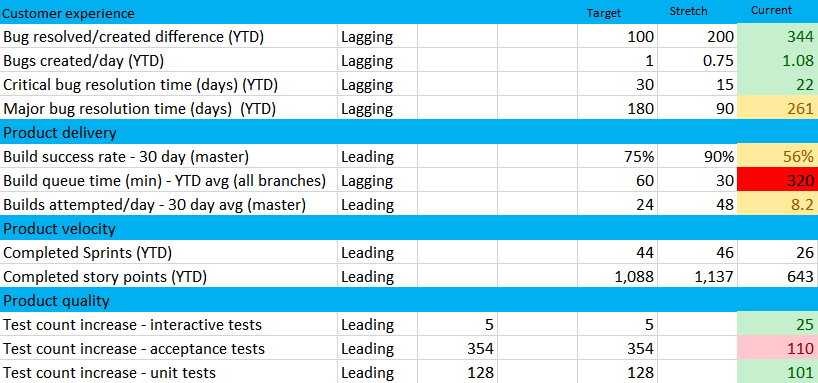 Customer experience Target Stretch Current
Bug resolved/created difference (YTD) Lagging 100 200 344
Bugs created/day (YTD) Lagging 1 0.75 1.08
Critical bug resolution time (days) (YTD) Lagging 30 15 22
Major bug resolution time (days)  (YTD) Lagging 180 90 261
Product delivery
Build success rate - 30 day (master) Leading 75% 90% 56%
Build queue time (min) - YTD avg (all branches) Lagging 60 30 320
Builds attempted/day - 30 day avg (master) Leading 24 48 8.2
Product velocity
Completed Sprints (YTD) Leading 44 46 26
Completed story points (YTD) Leading 1,088 1,137 643
Product quality
Test count increase - interactive tests Leading 5 5 25
Test count increase - acceptance tests Leading 354 354 110
Test count increase - unit tests Leading 128 128 101